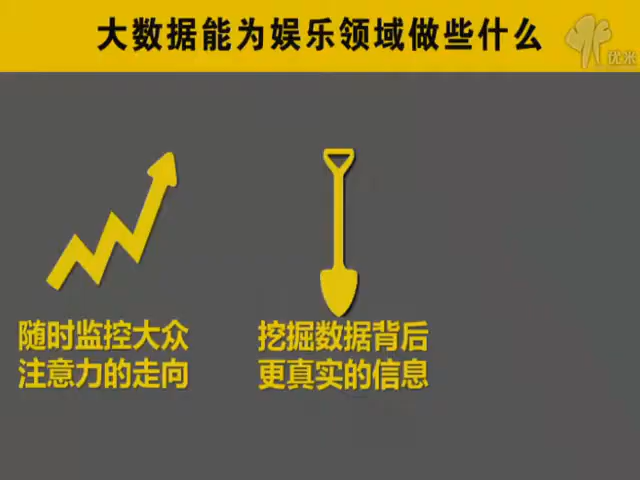 大数据能为娱乐领域做些什么
优米
随时监控大众
注意力的走向
挖掘数据背后
更真实的信息